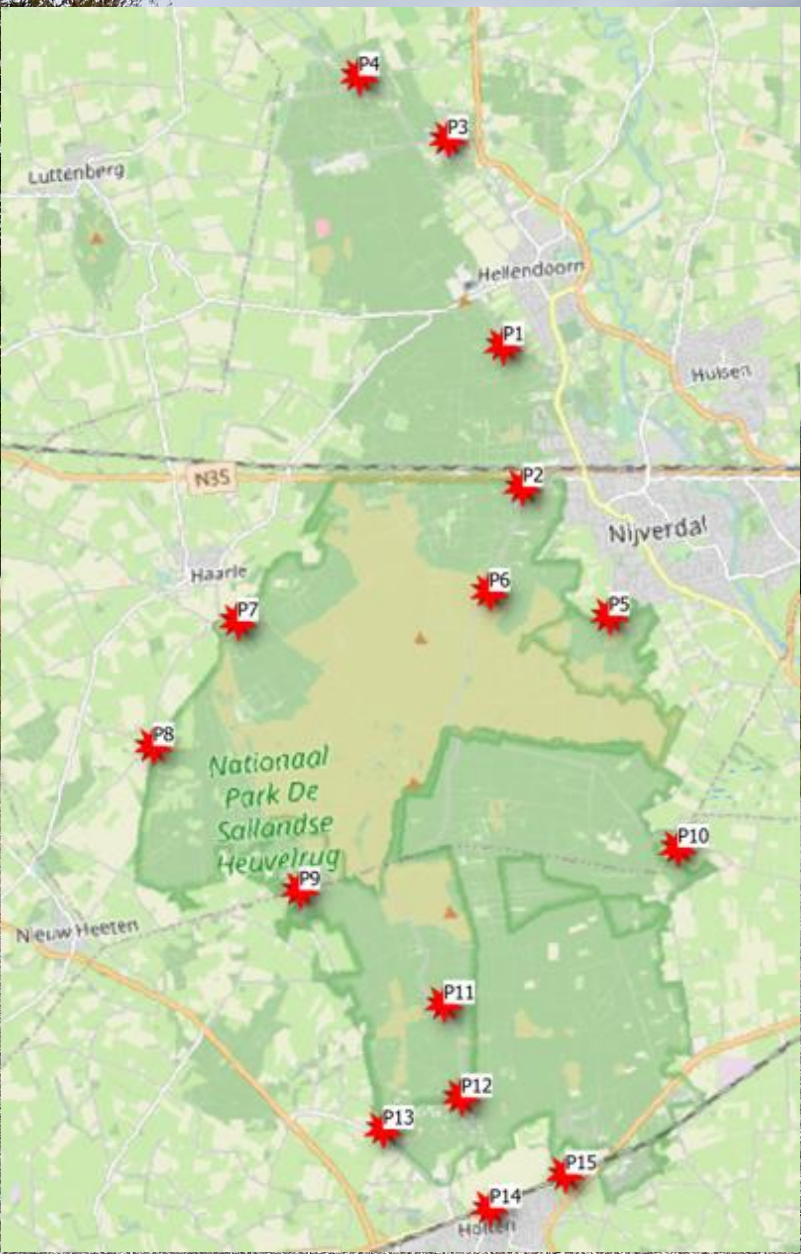 P4
P3
Luttenberg
Hellendoorn
P1
Hulsen
P2
N35
Nijverdal
Haarle
P6
P5
P7
P8
Nationaal
Park De
Sallandse
Heuvelrug
P10
P9
Nieuw Heeten
P11
P12
P13
P15
P14
Holten